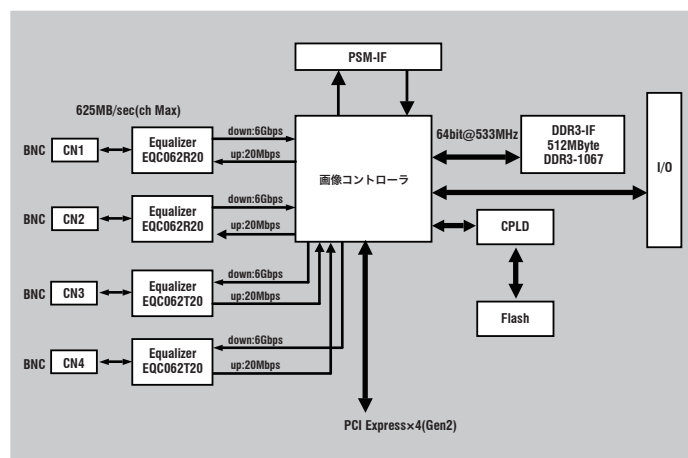 PSM-IF
625MB/sec(ch Max)
BNC
CN1
Equalizer
EQC062R20
down:6Gbps
up:20Mbps
画像コントローラ
64bit@533MHz
DDR3-IF
512MByte
DDR3-1067
I/O
BNC
CN2
Equalizer
EQC062R20
down:6Gbps
up:20Mbps
CPLD
BNC
CN3
Equalizer
EQC062T20
down:6Gbps
up:20Mbps
Flash
BNC
CN4
Equalizer
EQC062T20
down:6Gbps
up:20Mbps
PCI Express×4(Gen2)